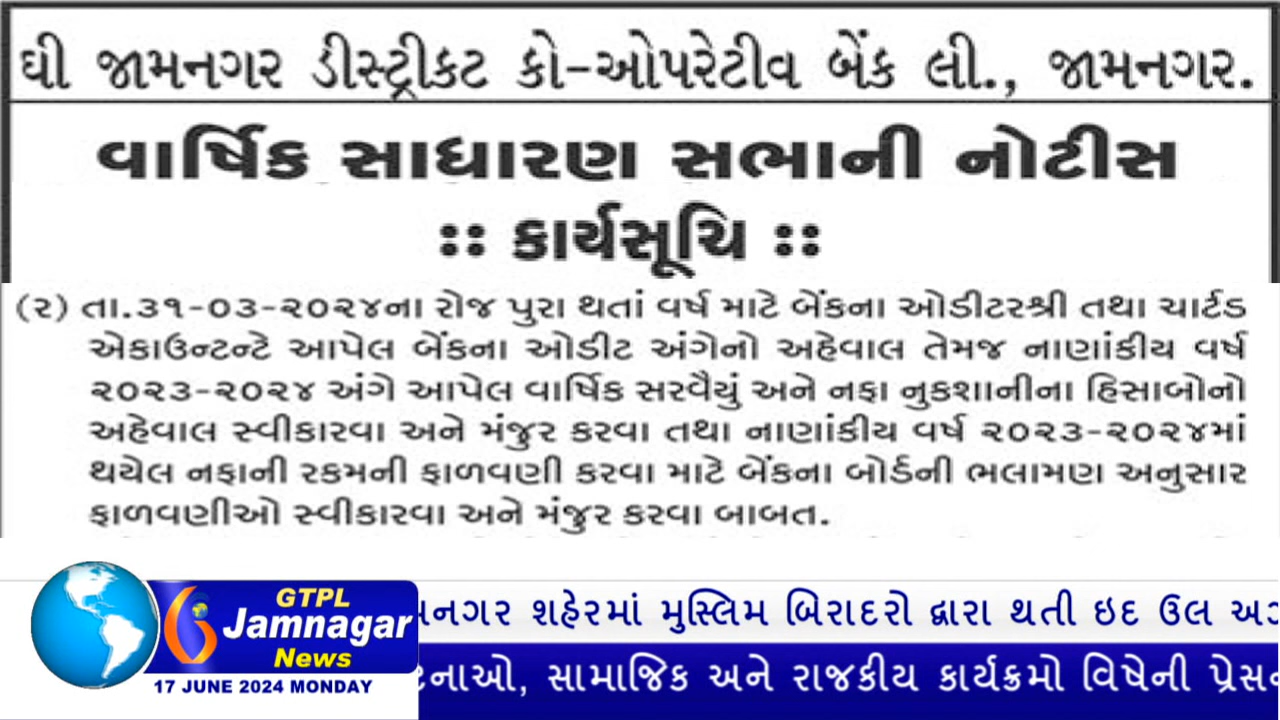 ધી જામનગર ડીસ્ટ્રીકટ કો-ઓપરેટીવ બેંક લી., જામનગર.
વાર્ષિક સાધારણ સભાની નોટીસ
:: કાર્યસૂચિ ::
(૨) તા.૩૧-૦૩-૨૦૨૪ના રોજ પુરા થતાં વર્ષ માટે બેંકના ઓડીટરશ્રી તથા ચાર્ટડ
એકાઉન્ટન્ટે આપેલ બેંકના ઓડીટ અંગેનો અહેવાલ તેમજ નાણાંકીય વર્ષ
૨૦૨૩-૨૦૨૪ અંગે આપેલ વાર્ષિક સરવૈયું અને નફા નુકશાનીના હિસાબોનો
અહેવાલ સ્વીકારવા અને મંજુર કરવા તથા નાણાંકીય વર્ષ ૨૦૨૩-૨૦૨૪માં
થયેલ નફાની રકમની ફાળવણી કરવા માટે બેંકના બોર્ડની ભલામણ અનુસાર
ફાળવણીઓ સ્વીકારવા અને મંજુર કરવા બાબત.
GTPL
Jamnagar
News
17 JUNE 2024 MONDAY
મનગર શહેરમાં મુસ્લિમ બિરાદરો દ્વારા થતી ઇદ ઉલ
સામાજિક અને રાજકીય કાર્યક્રમો વિષેની